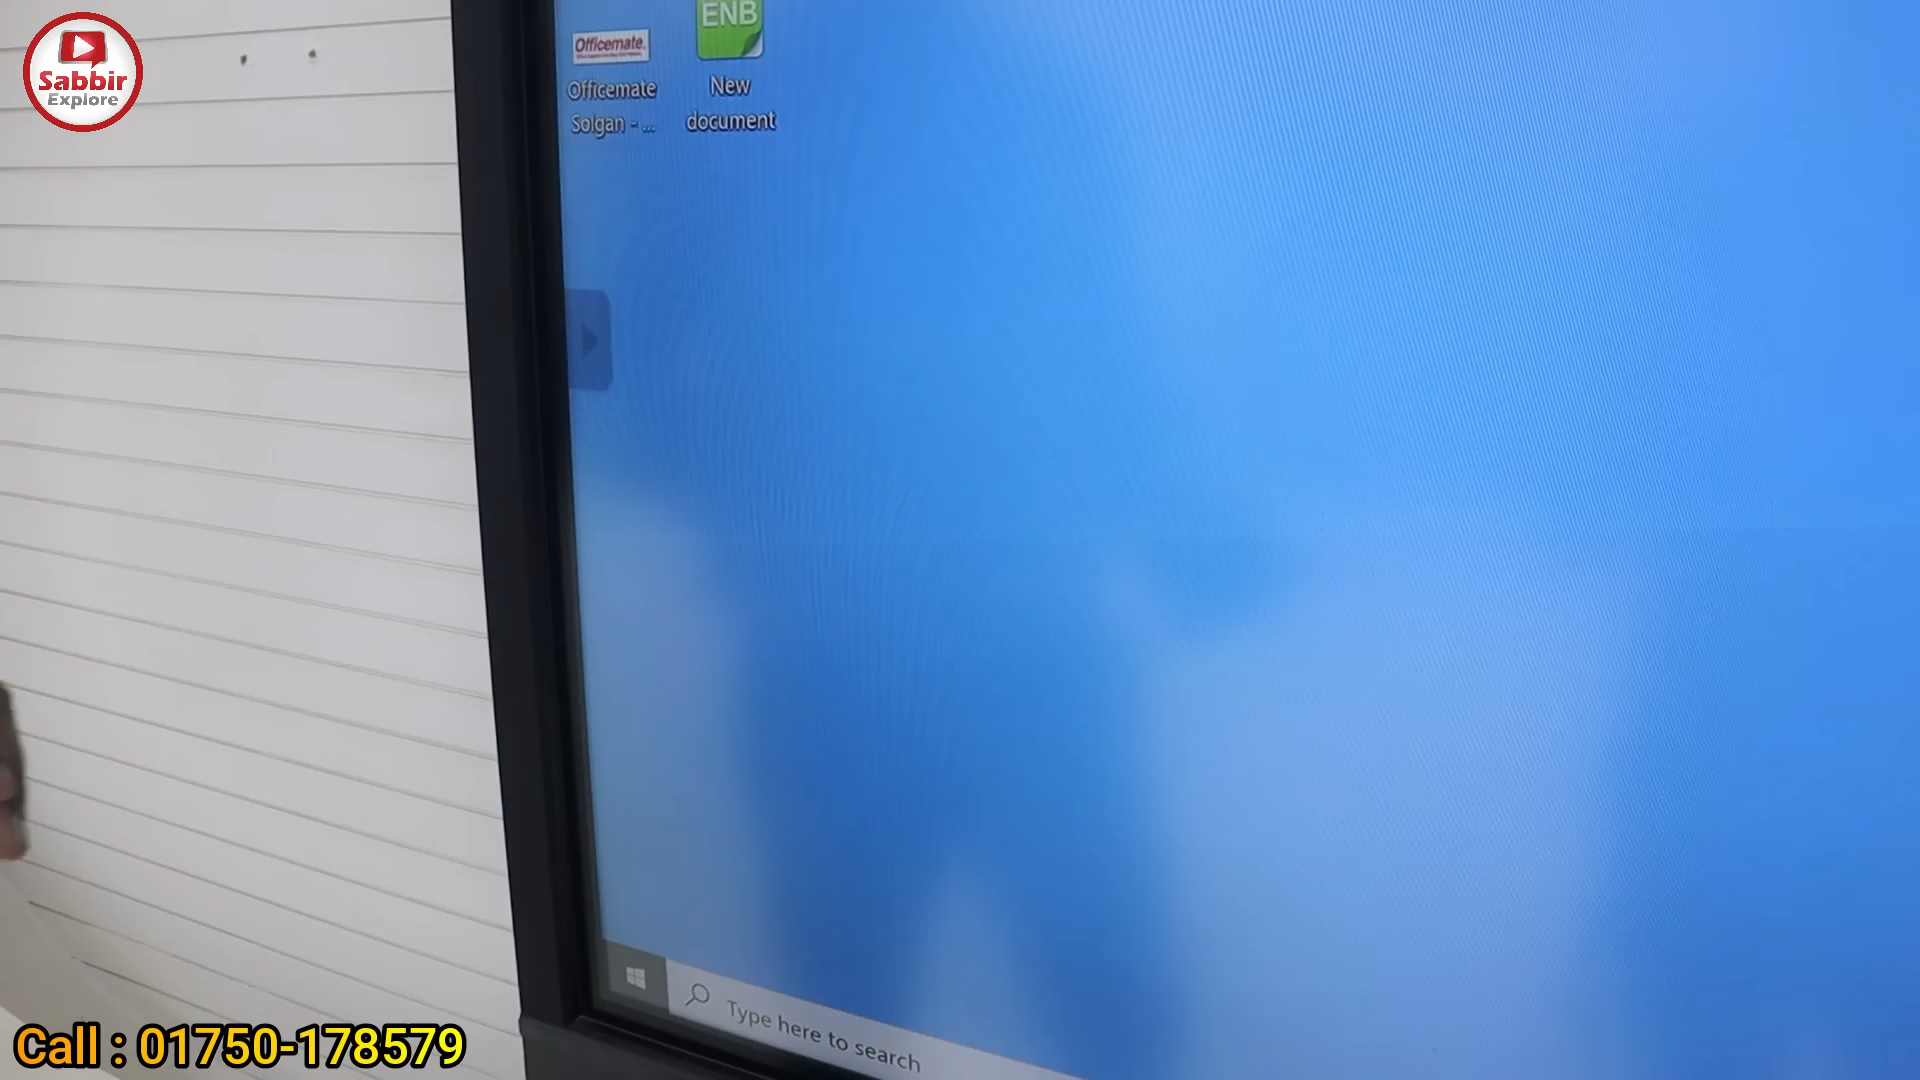 Sabbir
Explore
Officemate
Officemate
Solgan - ...
ENB
New
document
Type here to search
Call : 01750-178579